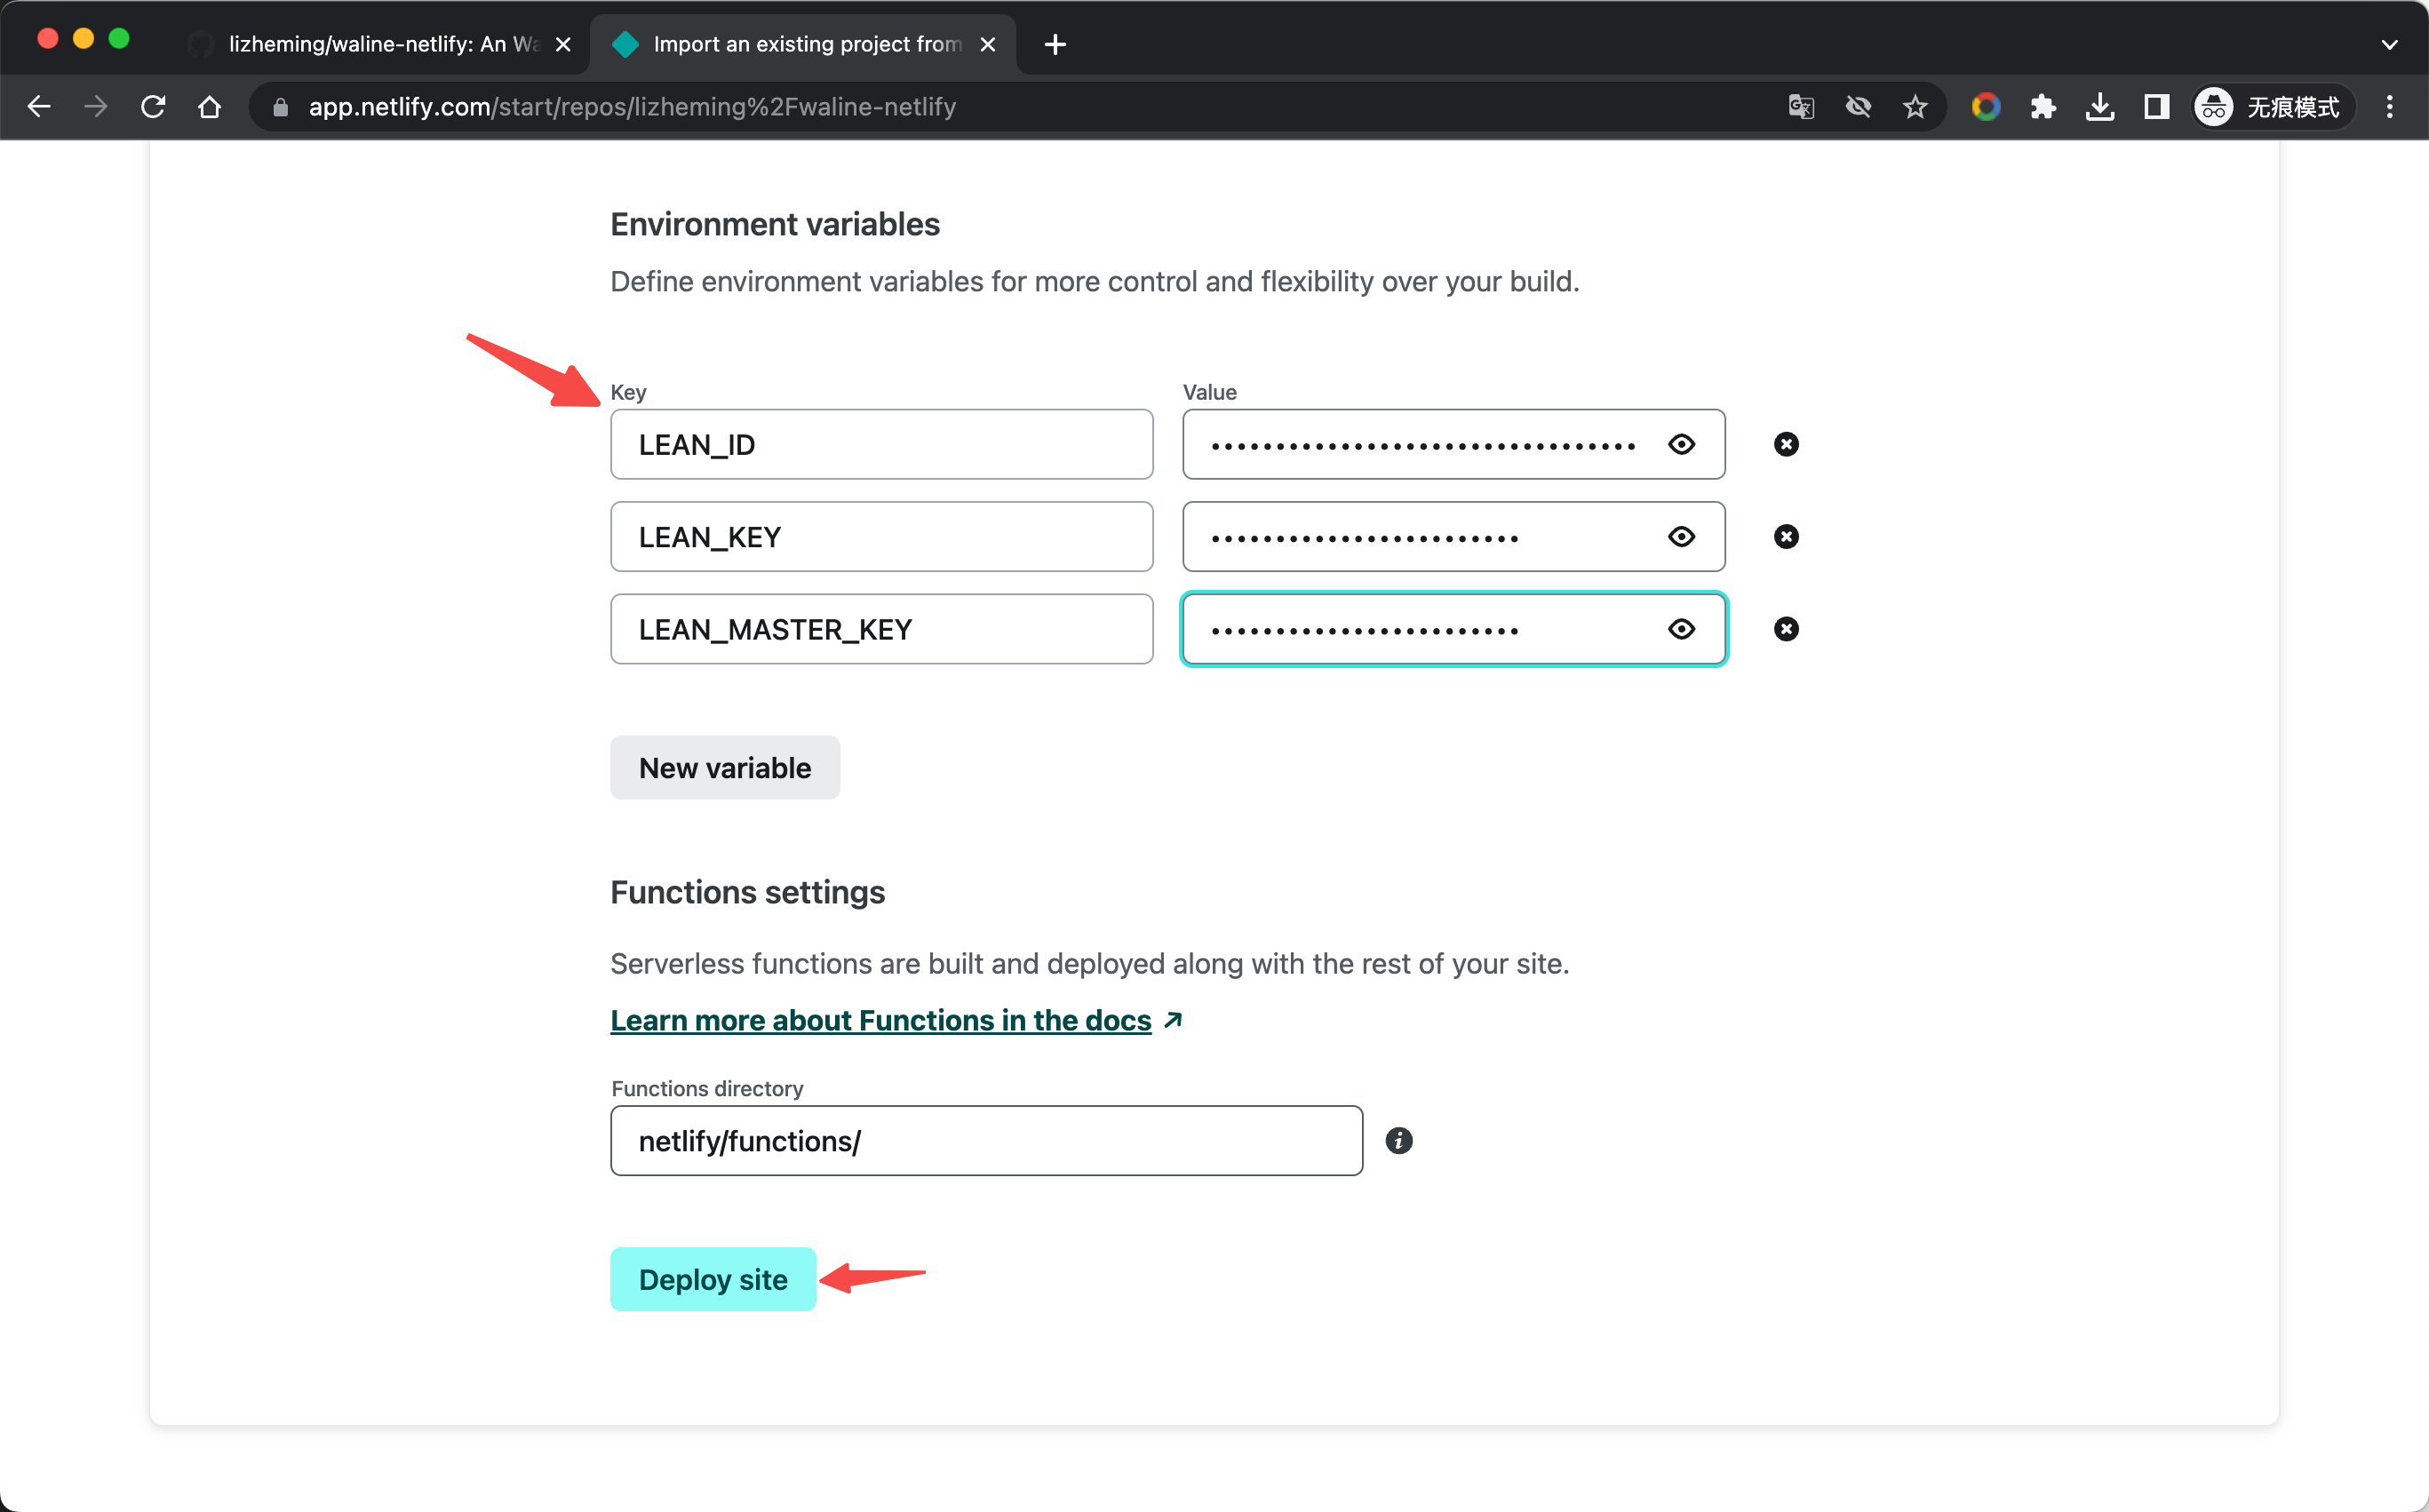 lizheming/waline-netlify: An Wa
Import an existing project from
app.netlify.com/start/repos/lizheming%2Fwaline-netlify
无痕模式
Environment variables
Define environment variables for more control and flexibility over your build.
Key Value
LEAN_ID
LEAN_KEY
LEAN_MASTER_KEY
New variable
Functions settings
Serverless functions are built and deployed along with the rest of your site.
Learn more about Functions in the docs
Functions directory
netlify/functions/
Deploy site